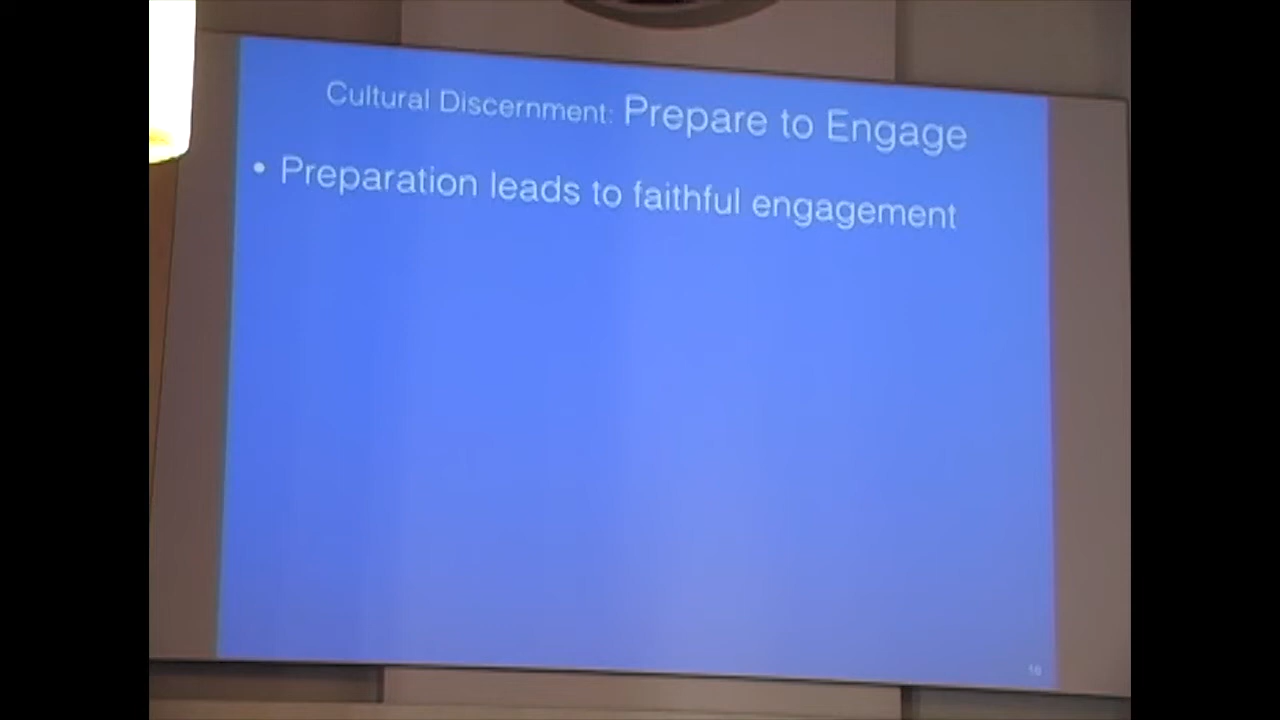 Cultural Discernment: Prepare to Engage
• Preparation leads to faithful engagement